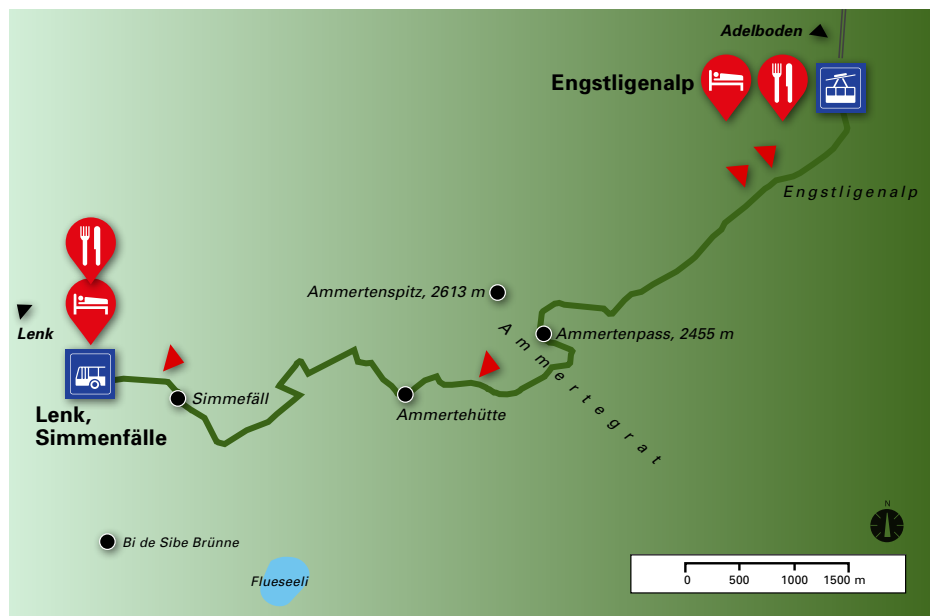 Adelboden
Engstligenalp
Engstligenalp
Ammertenspitz, 2613 m
Lenk
Ammertenpass, 2455 m
Ammertegrat
Simmefäll
Ammertehütte
Lenk,
Simmenfälle
Bi de Sibe Brünne
Flueseeli
N
0 500 1000 1500 m